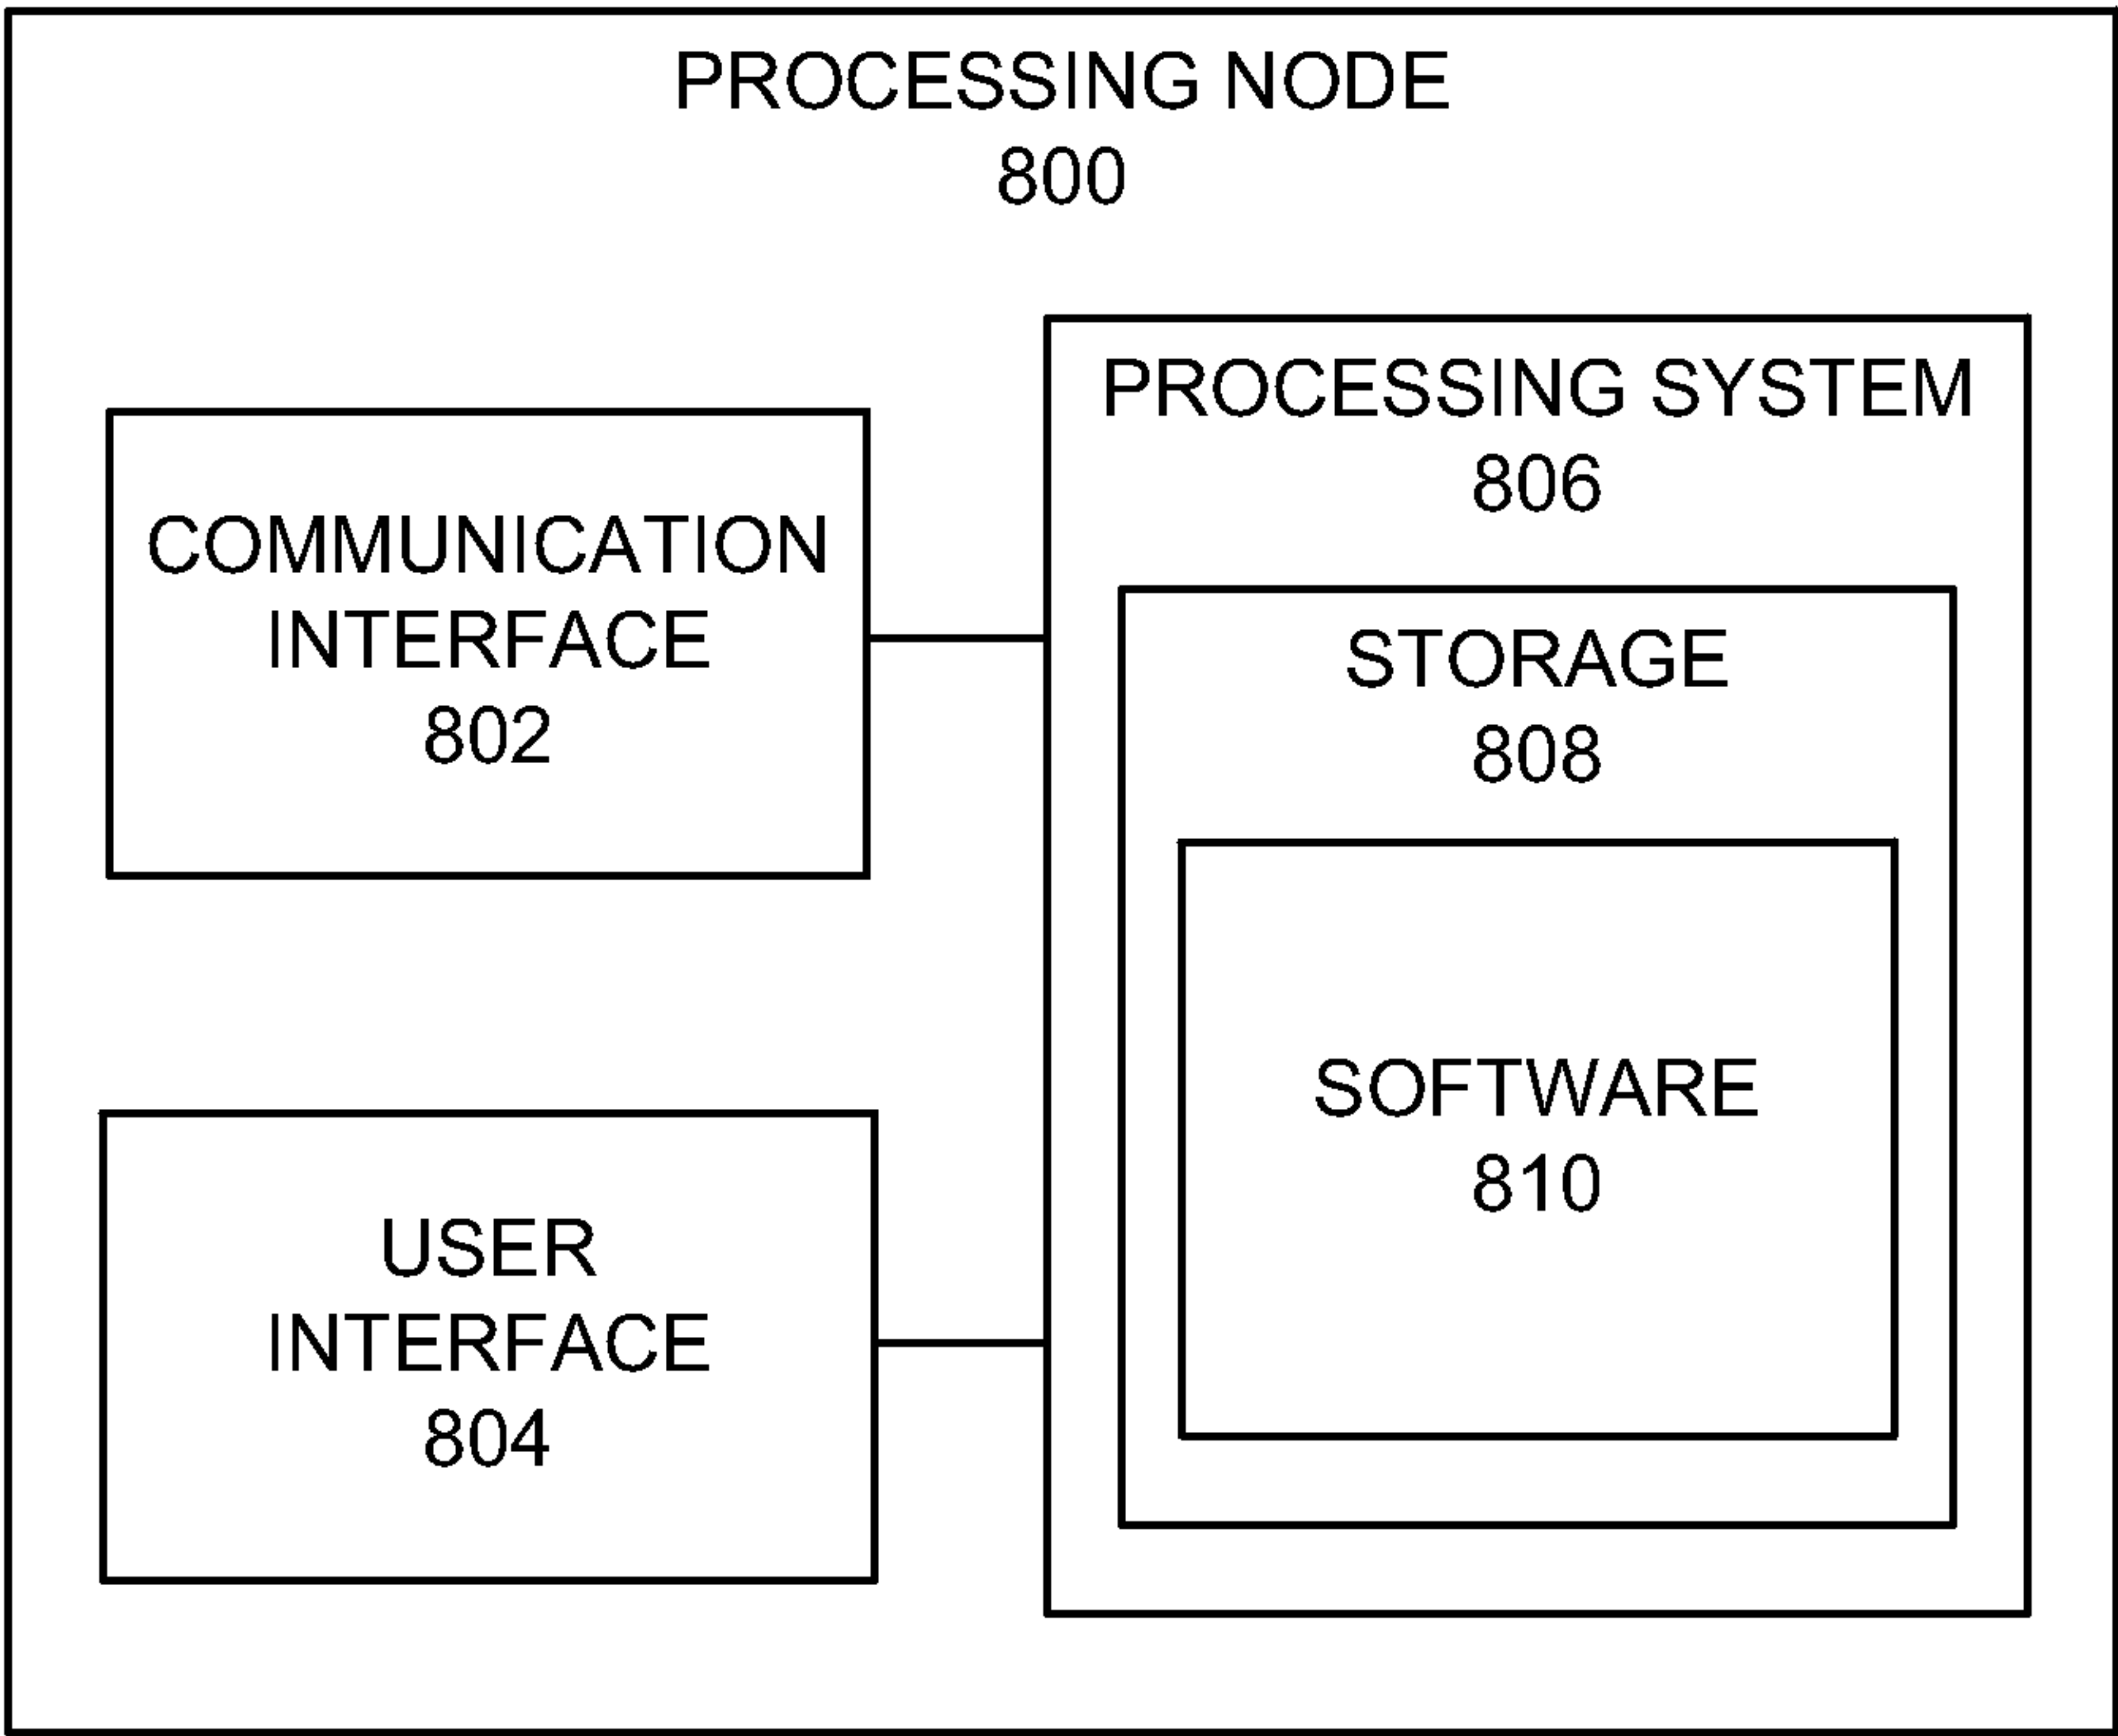 PROCESSING NODE
800
PROCESSING SYSTEM
806
COMMUNICATION
INTERFACE
802
STORAGE
808
SOFTWARE
810
USER
INTERFACE
804